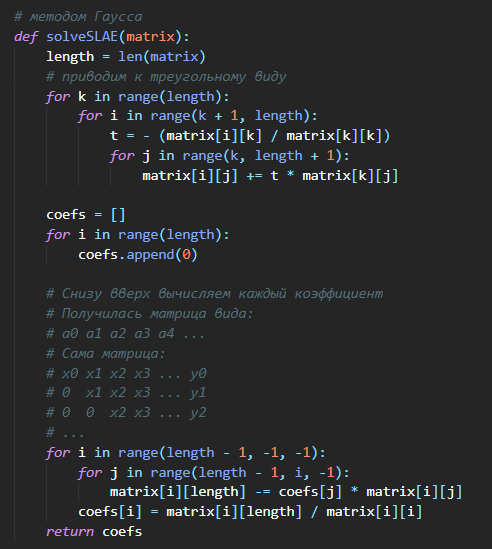 # методом Гаусса
def solveSLAE(matrix):
    length = len(matrix)
    # приводим к треугольному виду
    for k in range(length):
        for i in range(k + 1, length):
            t = - (matrix[i][k] / matrix[k][k])
            for j in range(k, length + 1):
                matrix[i][j] += t * matrix[k][j]

    coefs = []
    for i in range(length):
        coefs.append(0)

    # Снизу вверх вычисляем каждый коэффициент
    # Получилась матрица вида:
    # a0 a1 a2 a3 a4 ...
    # Сама матрица:
    # x0 x1 x2 x3 ... y0
    # 0  x1 x2 x3 ... y1
    # 0  0  x2 x3 ... y2
    # ...
    for i in range(length - 1, -1, -1):
        for j in range(length - 1, i, -1):
            matrix[i][length] -= coefs[j] * matrix[i][j]
        coefs[i] = matrix[i][length] / matrix[i][i]
    return coefs